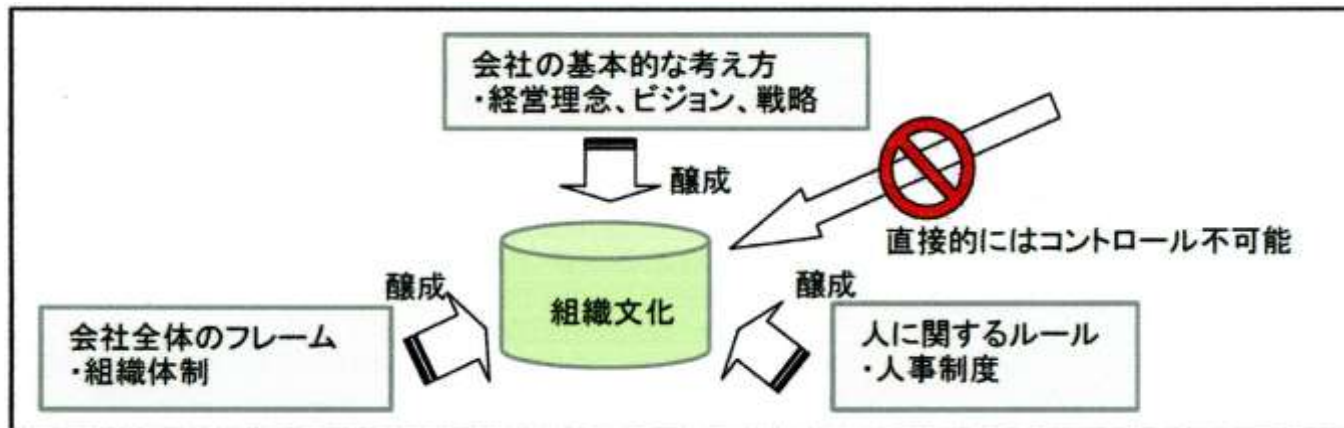 会社の基本的な考え方
・経営理念、ビジョン、戦略
醸成
直接的にはコントロール不可能
醸成
組織文化
醸成
会社全体のフレーム
・組織体制
人に関するルール
・人事制度